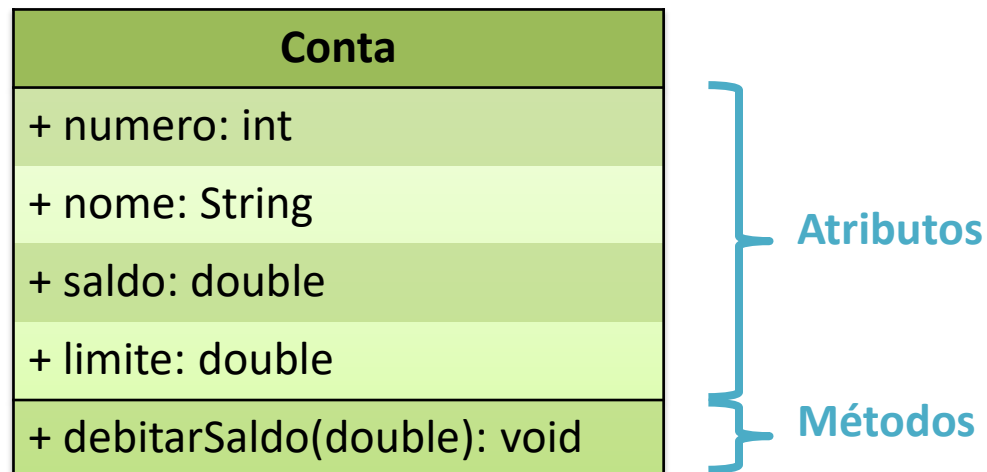 Conta
+ numero: int
+ nome: String
+ saldo: double
+ limite: double
+ debitarSaldo(double): void
Atributos
Métodos